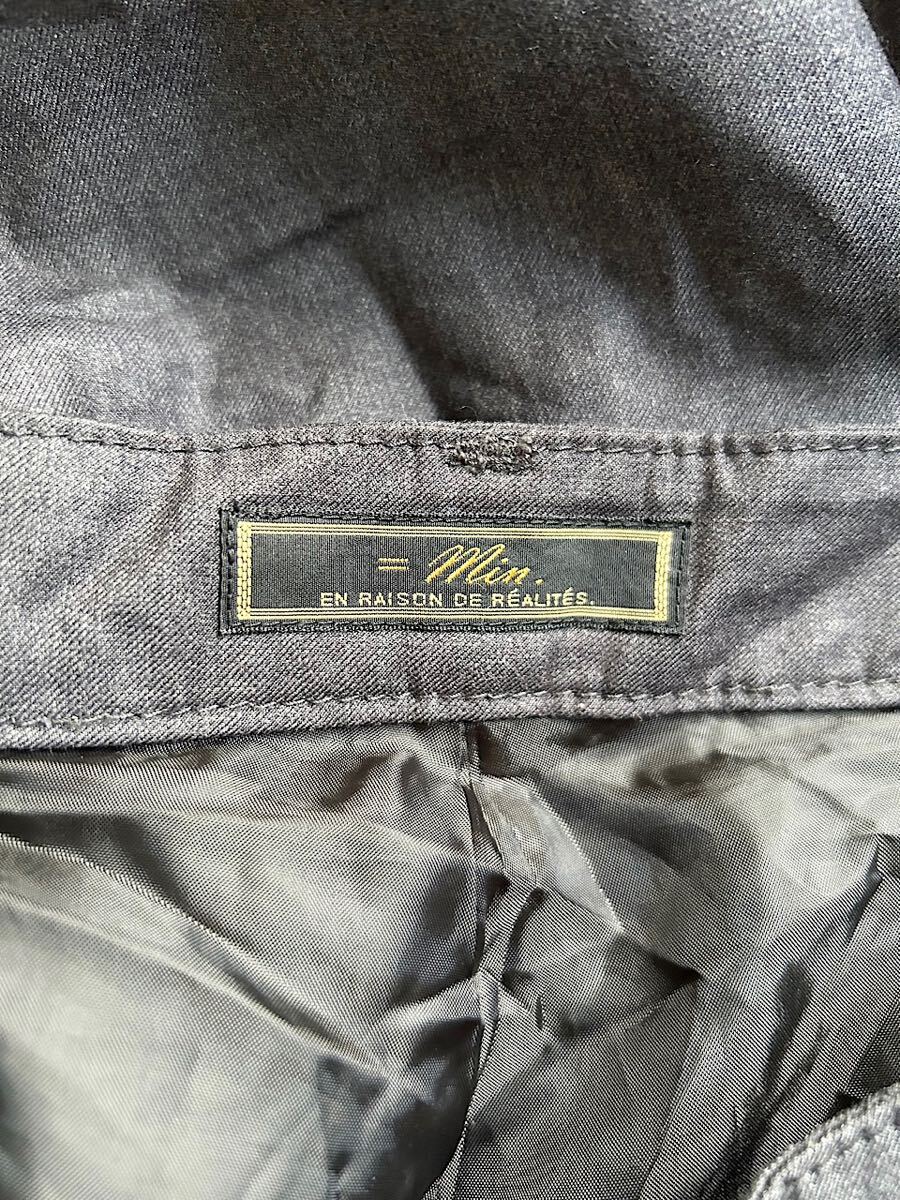 = Min.
EN RAISON DE RÉALITÉS.